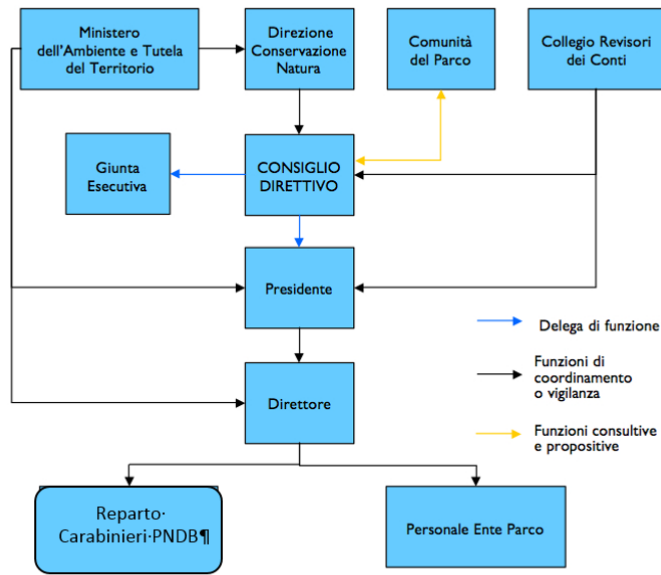 Ministero
dell'Ambiente e Tutela
del Territorio
Direzione
Conservazione
Natura
Comunità
del Parco
Collegio Revisori
dei Conti
Giunta
Esecutiva
CONSIGLIO
DIRETTIVO
Presidente
Delega di funzione
Funzioni di
coordinamento
o vigilanza
Direttore
Funzioni consultive
e propositive
Reparto·
Carabinieri·PNDB¶
Personale Ente Parco